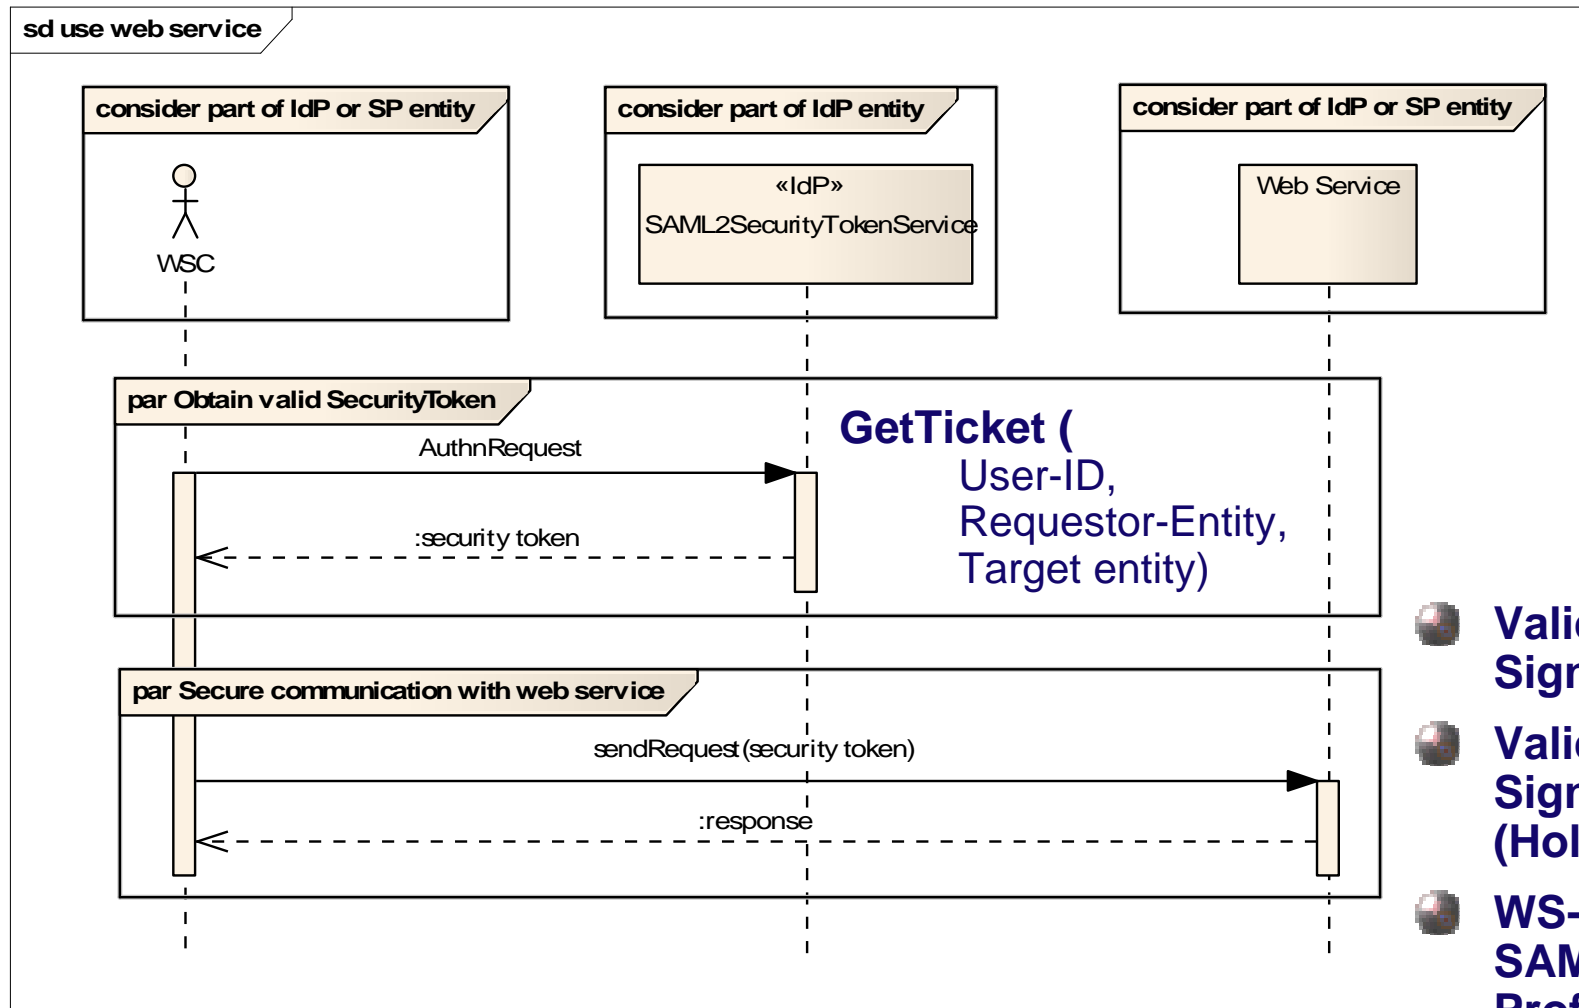 sd use web service
consider part of IdP or SP entity
consider part of IdP entity
consider part of IdP or SP entity
WSC
«IdP»
SAML2SecurityTokenService
Web Service
par Obtain valid SecurityToken
AuthnRequest
:security token
GetTicket (
User-ID,
Requestor-Entity,
Target entity)
par Secure communication with web service
sendRequest(security token)
:response
WS-